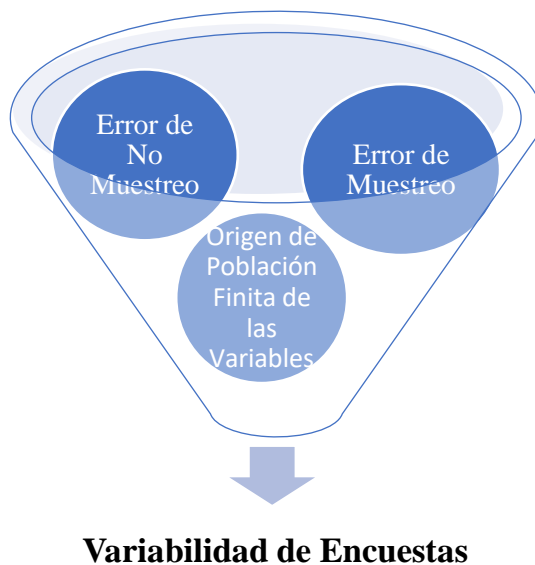 Error de
No
Muestreo
Error de
Muestreo
Origen de
Población
Finita de
las
Variables
Variabilidad de Encuestas